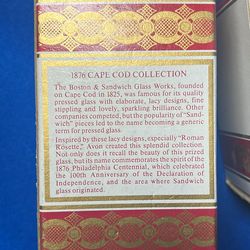 1876 CAPE COD COLLECTION
The Boston & Sandwich Glass Works, founded
on Cape Cod in 1825, was famous for its quality
pressed glass with elaborate, lacy designs, fine
stippling and lovely, sparkling brilliance. Other
companies competed, but the popularity of "Sand-
wich" pieces led to the name becoming a generic
term for pressed glass.
Inspired by these lacy designs, especially "Roman
Rosette," Avon created this splendid collection.
Not only does it recall the beauty of this prized
glass, but its name commemorates the spirit of the
1876 Philadelphia Centennial, which celebrated
the 100th Anniversary of the Declaration of
Independence, and the area where Sandwich
glass originated.